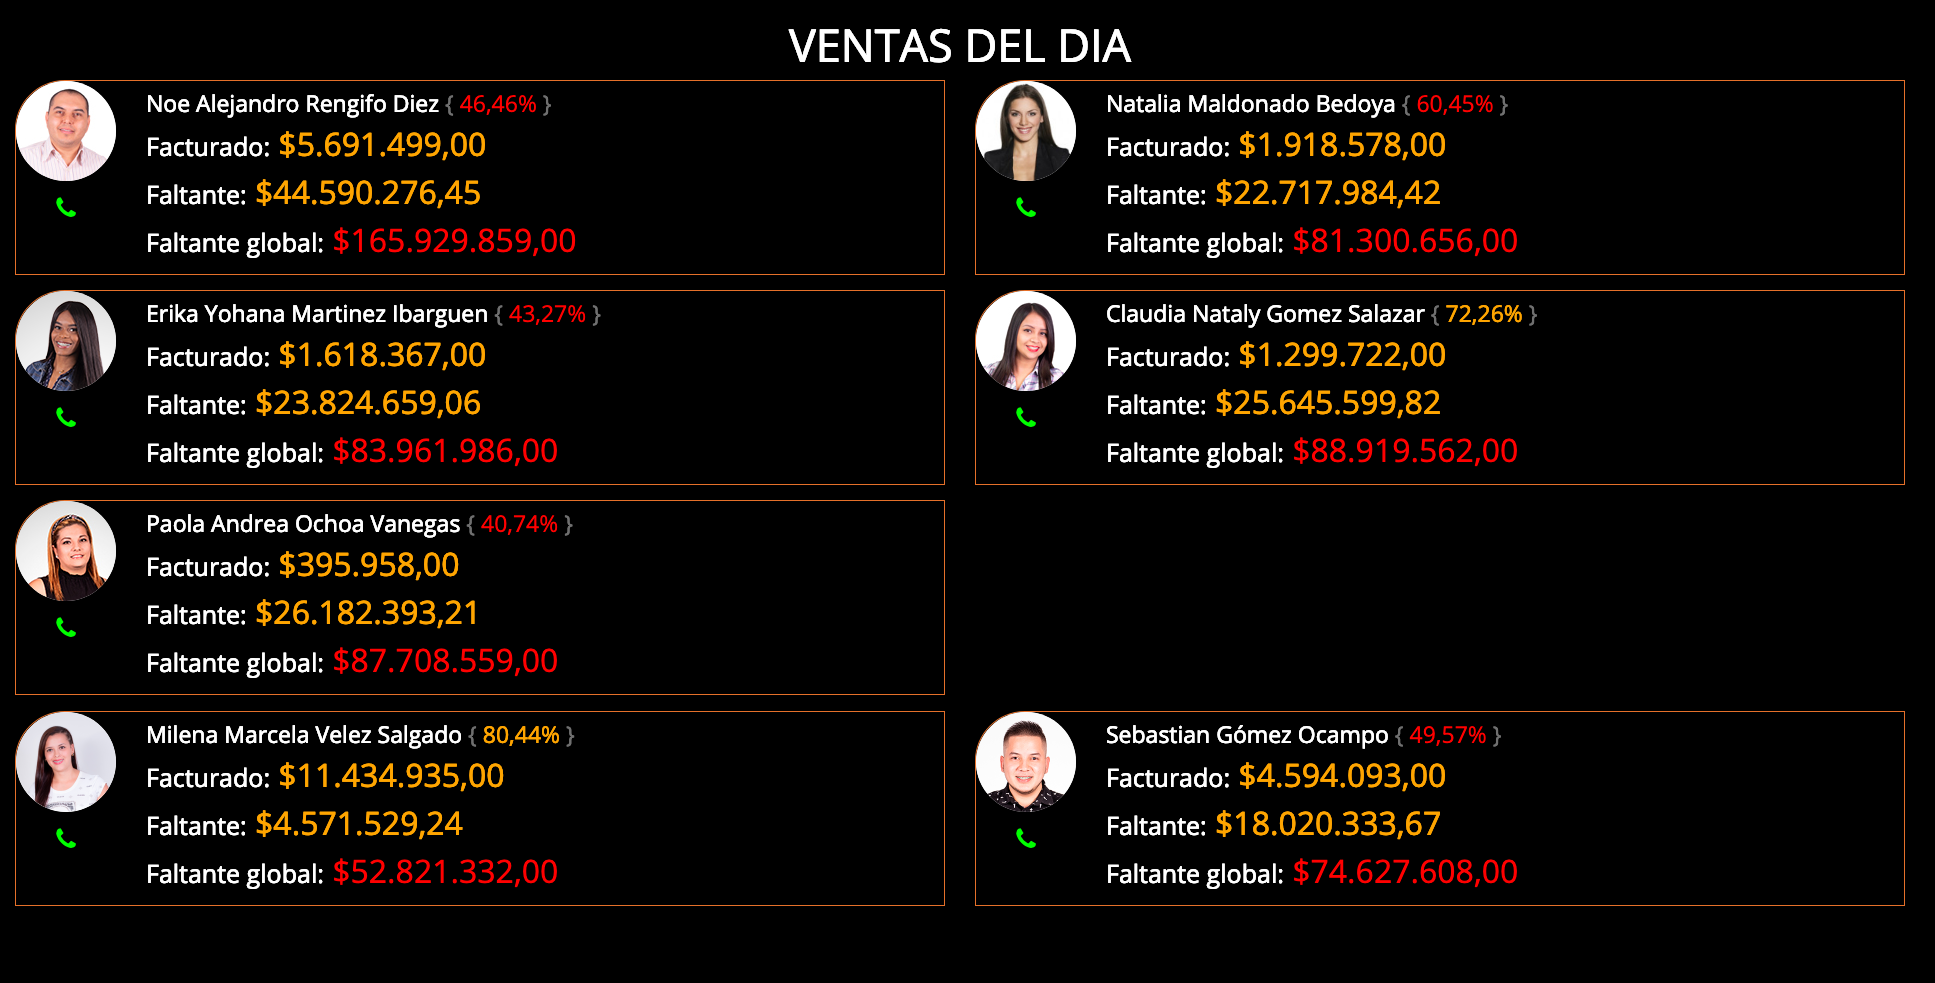 VENTAS DEL DIA
Noe Alejandro Rengifo Diez { 46,46% }
Facturado: $5.691.499,00
Faltante: $44.590.276,45
Faltante global: $165.929.859,00
Natalia Maldonado Bedoya { 60,45% }
Facturado: $1.918.578,00
Faltante: $22.717.984,42
Faltante global: $81.300.656,00
Erika Yohana Martinez Ibarguen { 43,27% }
Facturado: $1.618.367,00
Faltante: $23.824.659,06
Faltante global: $83.961.986,00
Claudia Nataly Gomez Salazar { 72,26% }
Facturado: $1.299.722,00
Faltante: $25.645.599,82
Faltante global: $88.919.562,00
Paola Andrea Ochoa Vanegas { 40,74% }
Facturado: $395.958,00
Faltante: $26.182.393,21
Faltante global: $87.708.559,00
Milena Marcela Velez Salgado { 80,44% }
Facturado: $11.434.935,00
Faltante: $4.571.529,24
Faltante global: $52.821.332,00
Sebastian Gómez Ocampo { 49,57% }
Facturado: $4.594.093,00
Faltante: $18.020.333,67
Faltante global: $74.627.608,00